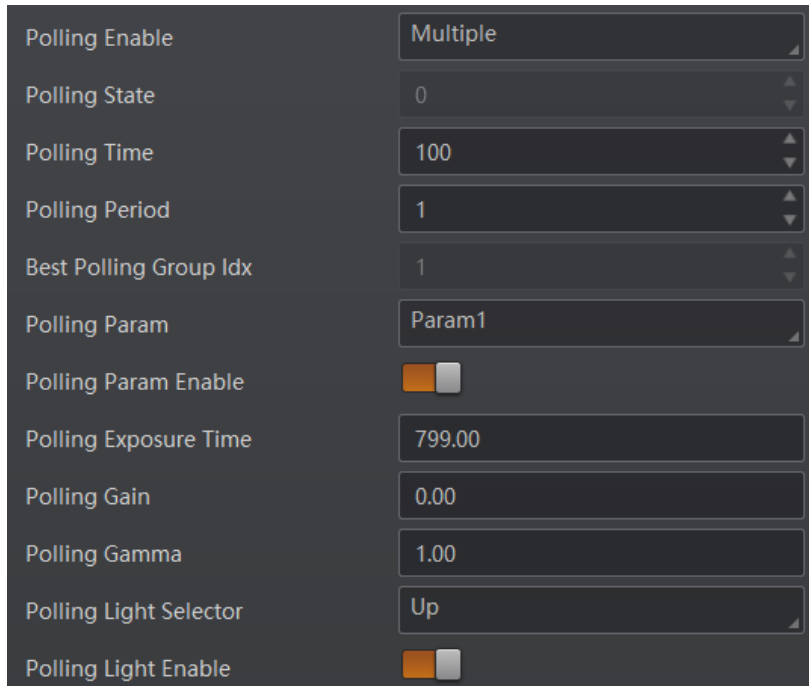 Polling Enable Multiple
Polling State 0
Polling Time 100
Polling Period 1
Best Polling Group Idx 1
Polling Param Param1
Polling Param Enable
Polling Exposure Time 799.00
Polling Gain 0.00
Polling Gamma 1.00
Polling Light Selector Up
Polling Light Enable